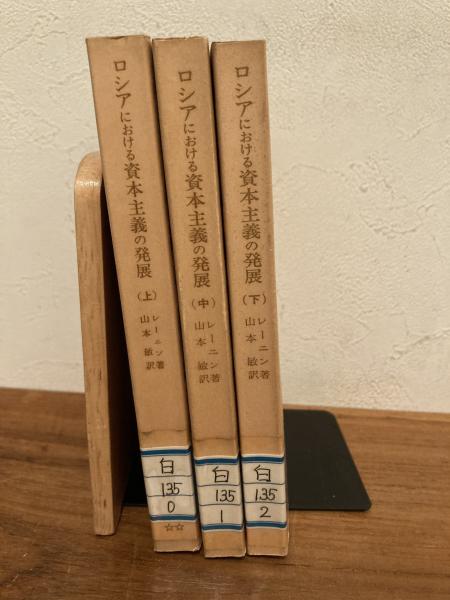 ロシアにおける資本主義の発展(上)
レーニン著
山本敏訳
白
135
0
☆☆
ロシアにおける資本主義の発展(中)
レーニン著
山本敏訳
白
135
1
ロシアにおける資本主義の発展(下)
レーニン著
山本敏訳
白
135
2